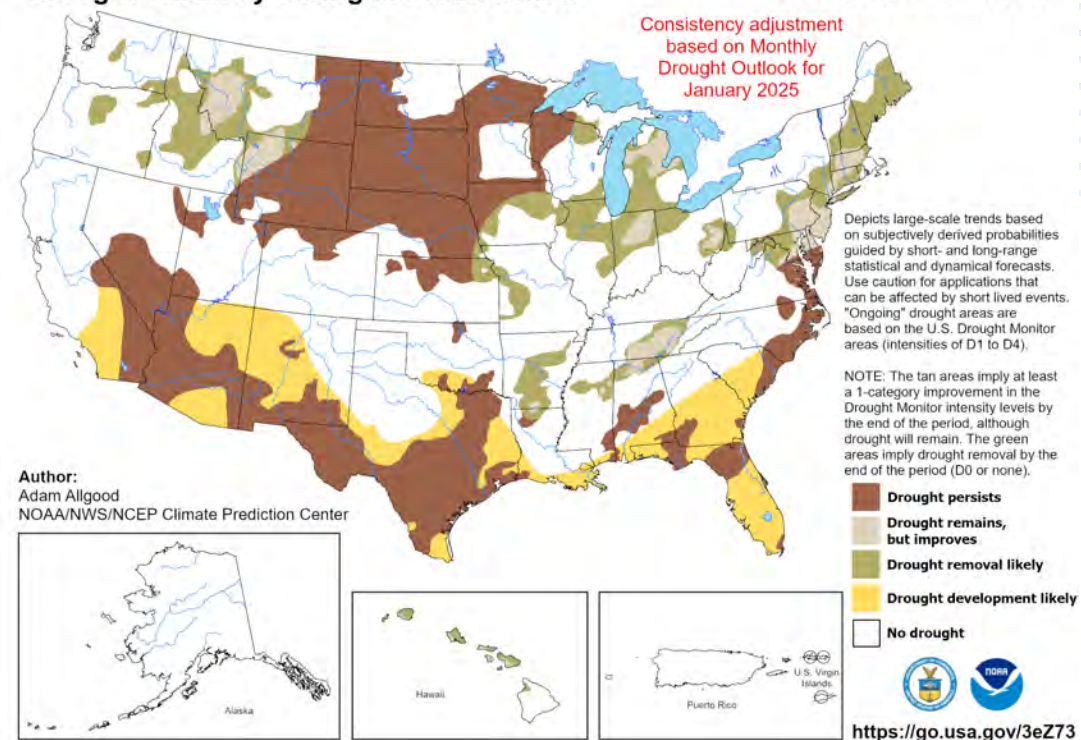 Consistency adjustment
based on Monthly
Drought Outlook for
January 2025
Depicts large-scale trends based
on subjectively derived probabilities
guided by short- and long-range
statistical and dynamical forecasts.
Use caution for applications that
can be affected by short lived events.
"Ongoing" drought areas are
based on the U.S. Drought Monitor
areas (intensities of D1 to D4).
NOTE: The tan areas imply at least
a 1-category improvement in the
Drought Monitor intensity levels by
the end of the period, although
drought will remain. The green
areas imply drought removal by the
end of the period (D0 or none).
Author:
Adam Allgood
NOAA/NWS/NCEP Climate Prediction Center
Drought persists
Drought remains,
but improves
Drought removal likely
Drought development likely
No drought
Alaska
Hawaii
Puerto Rico
U.S. Virgin
Islands
NOAA
https://go.usa.gov/3eZ73